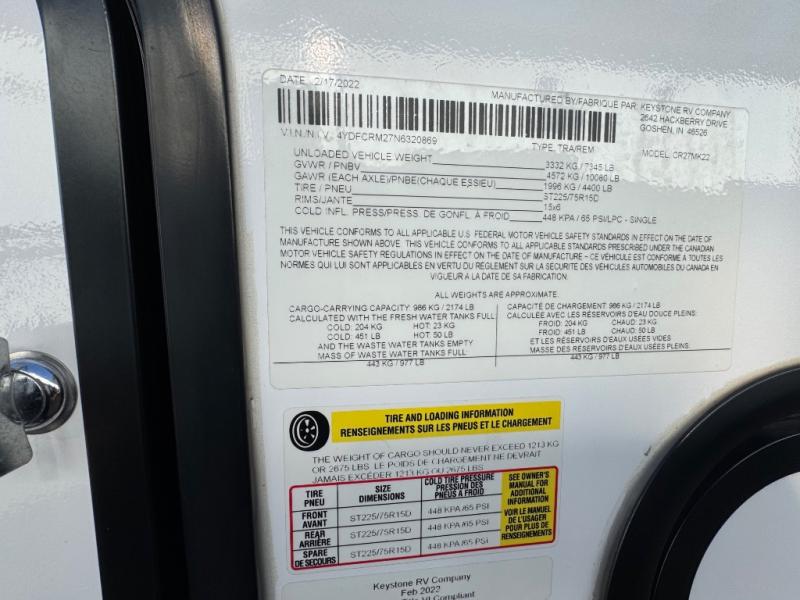 DATE: 2/17/2022
MANUFACTURED BY/FABRIQUE PAR: KEYSTONE RV COMPANY
2642 HACKBERRY DRIVE
GOSHEN, IN 46526
V.I.N./N.I.V.: 4YDFCRM27N6320869
TYPE: TRA/REM
MODEL: CR27MK22
UNLOADED VEHICLE WEIGHT 3332 KG / 7345 LB
GVWR / PNBV 4572 KG / 10080 LB
GAWR (EACH AXLE)/PNBE(CHAQUE ESSIEU) 1996 KG / 4400 LB
TIRE / PNEU ST225/75R15D
RIMS/JANTE 15x6
COLD INFL. PRESS/PRESS. DE GONFL. À FROID 448 KPA / 65 PSI/LPC - SINGLE
THIS VEHICLE CONFORMS TO ALL APPLICABLE U.S. FEDERAL MOTOR VEHICLE SAFETY STANDARDS IN EFFECT ON THE DATE OF
MANUFACTURE SHOWN ABOVE. THIS VEHICLE CONFORMS TO ALL APPLICABLE STANDARDS PRESCRIBED UNDER THE CANADIAN
MOTOR VEHICLE SAFETY REGULATIONS IN EFFECT ON THE DATE OF MANUFACTURE – CE VÉHICULE EST CONFORME A TOUTES LES
NORMES QUI LUI SONT APPLICABLES EN VERTU DU RÈGLEMENT SUR LA SECURITE DES VÉHICULES AUTOMOBILES DU CANADA EN
VIGUEUR A LA DATE DE SA FABRICATION.
ALL WEIGHTS ARE APPROXIMATE.
CARGO-CARRYING CAPACITY: 986 KG / 2174 LB
CALCULATED WITH THE FRESH WATER TANKS FULL
COLD: 204 KG HOT: 23 KG
COLD: 451 LB HOT: 50 LB
AND THE WASTE WATER TANKS EMPTY
MASS OF WASTE WATER TANKS FULL:
443 KG / 977 LB
CAPACITÉ DE CHARGEMENT: 986 KG / 2174 LB
CALCULÉE AVEC LES RÉSERVOIRS D'EAU DOUCE PLEINS:
FROID: 204 KG CHAUD: 23 KG
FROID: 451 LB CHAUD: 50 LB
ET LES RÉSERVOIRS D'EAUX USÉES VIDES
MASSE DES RÉSERVOIRS D'EAUX USÉES PLEINS:
443 KG / 977 LB
TIRE AND LOADING INFORMATION
RENSEIGNEMENTS SUR LES PNEUS ET LE CHARGEMENT
THE WEIGHT OF CARGO SHOULD NEVER EXCEED 1213 KG
OR 2675 LBS. LE POIDS DE CHARGEMENT NE DEVRAIT
JAMAIS EXCÉDER 1213 KG OU 2675 LBS.
TIRE
PNEU
SIZE
DIMENSIONS
COLD TIRE PRESSURE
PRESSION DES
PNEUS A FROID
FRONT
AVANT
ST225/75R15D
448 KPA /65 PSI
REAR
ARRIÈRE
ST225/75R15D
448 KPA /65 PSI
SPARE
DE SECOURS
ST225/75R15D
448 KPA /65 PSI
SEE OWNER'S
MANUAL FOR
ADDITIONAL
INFORMATION
VOIR LE MANUEL
DE L'USAGER
POUR PLUS DE
RENSEIGNEMENTS
Keystone RV Company
Feb 2022
VI Compliant